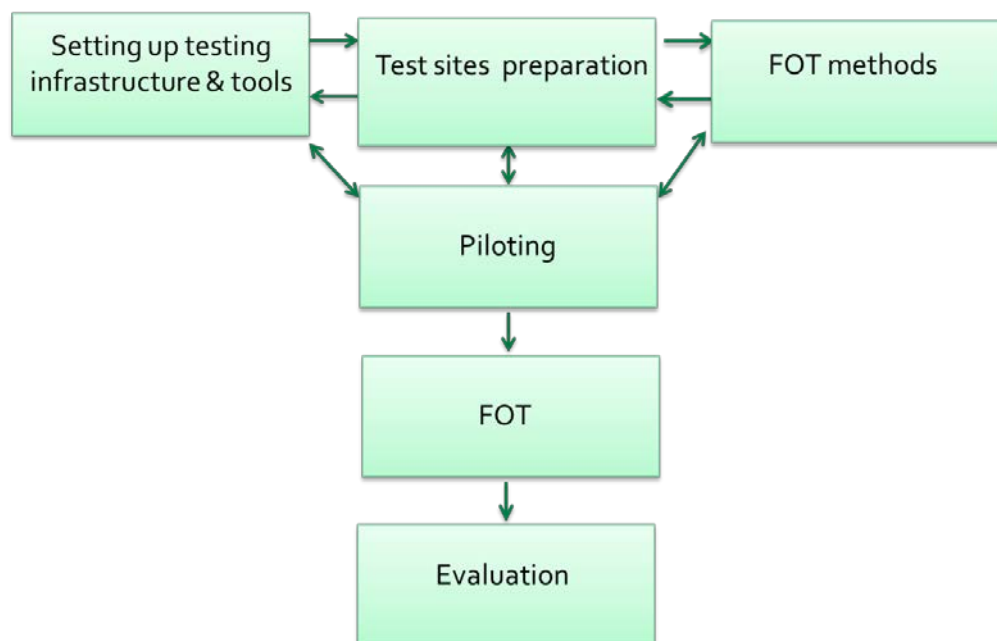 Setting up testing
infrastructure & tools
Test sites preparation
FOT methods
Piloting
FOT
Evaluation